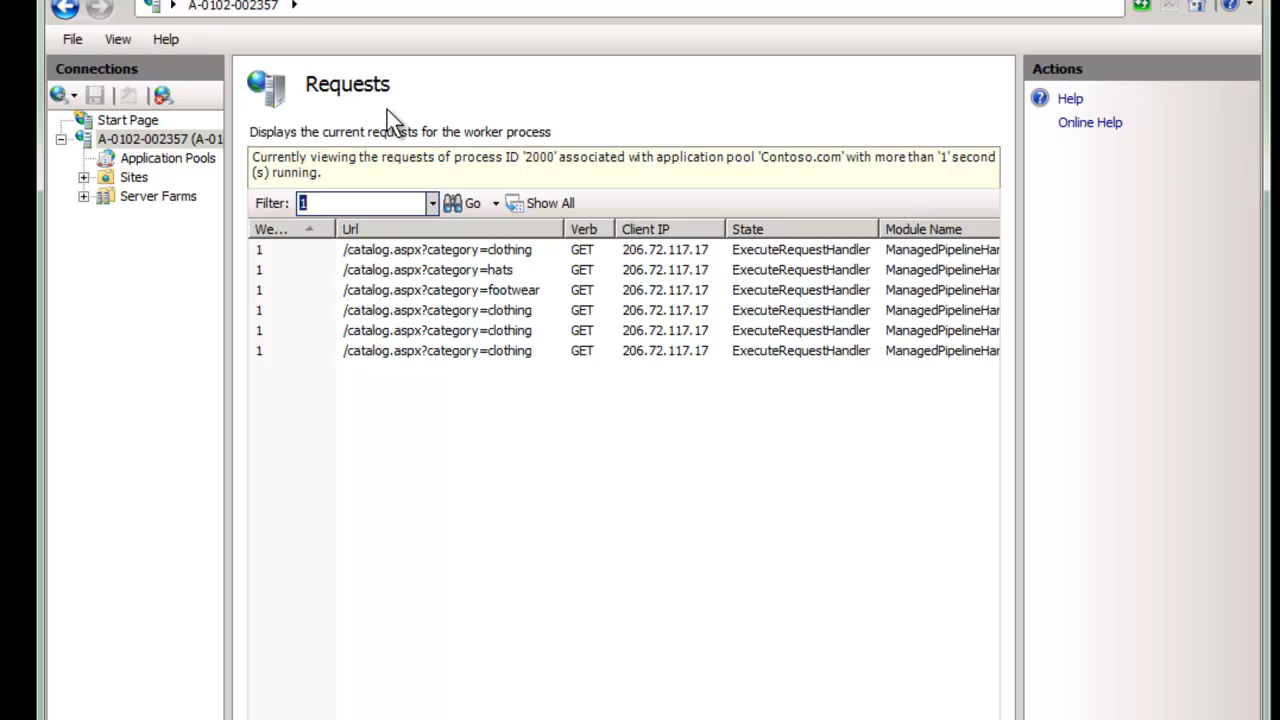 A-0102-002357
File View Help
Connections
Start Page
A-0102-002357 (A-01
Application Pools
Sites
Server Farms
Requests
Displays the current requests for the worker process
Currently viewing the requests of process ID '2000' associated with application pool 'Contoso.com' with more than '1' second
(s) running.
Filter: 1 Go Show All
We... Url Verb Client IP State Module Name
1 /catalog.aspx?category=clothing GET 206.72.117.17 ExecuteRequestHandler ManagedPipelineHar
1 /catalog.aspx?category=hats GET 206.72.117.17 ExecuteRequestHandler ManagedPipelineHar
1 /catalog.aspx?category=footwear GET 206.72.117.17 ExecuteRequestHandler ManagedPipelineHar
1 /catalog.aspx?category=clothing GET 206.72.117.17 ExecuteRequestHandler ManagedPipelineHar
1 /catalog.aspx?category=clothing GET 206.72.117.17 ExecuteRequestHandler ManagedPipelineHar
1 /catalog.aspx?category=clothing GET 206.72.117.17 ExecuteRequestHandler ManagedPipelineHar
Actions
Help
Online Help